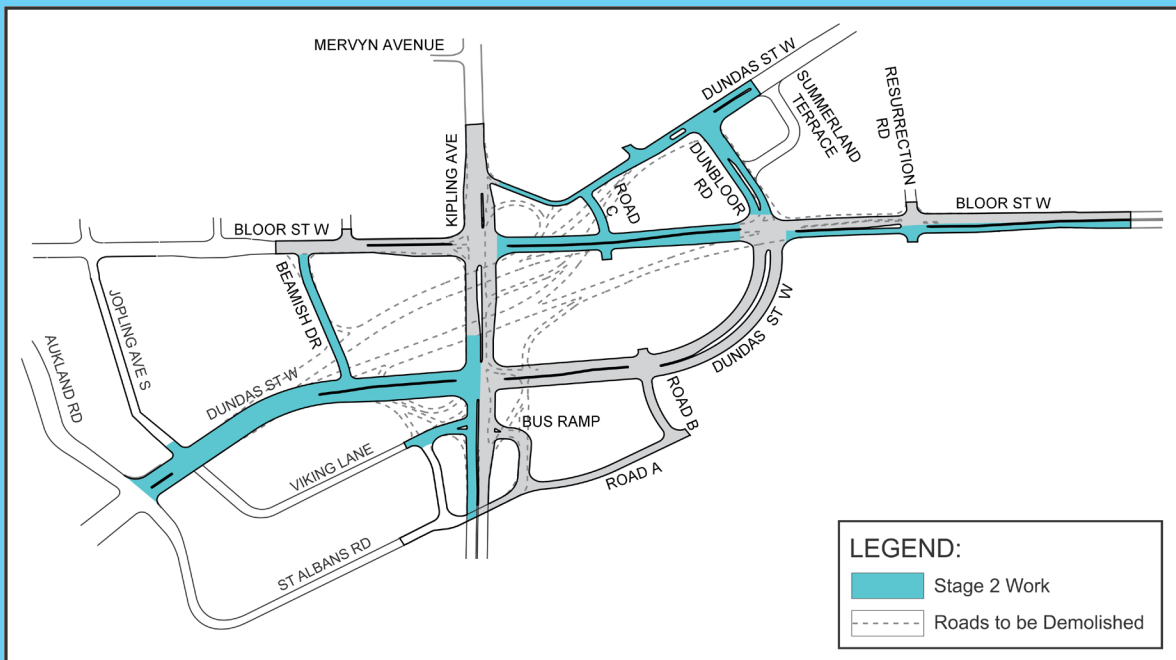 MERVYN AVENUE
DUNDAS ST W
SUMMERLAND
TERRACE
RESURRECTION
RD
KIPLING AVE
DUNBLOOR
RD
ROAD
C
BLOOR ST W
BLOOR ST W
BEAMISH DR
JOPLING AVE S
AUKLAND RD
DUNDAS ST W
DUNDAS ST W
ROAD B
BUS RAMP
VIKING LANE
ROAD A
ST ALBANS RD
LEGEND:
Stage 2 Work
Roads to be Demolished